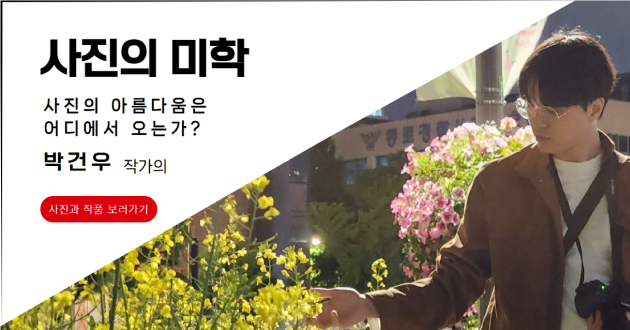 사진의 미학
사진의 아름다움은
어디에서 오는가?
박건우 작가의
사진과 작품 보러가기